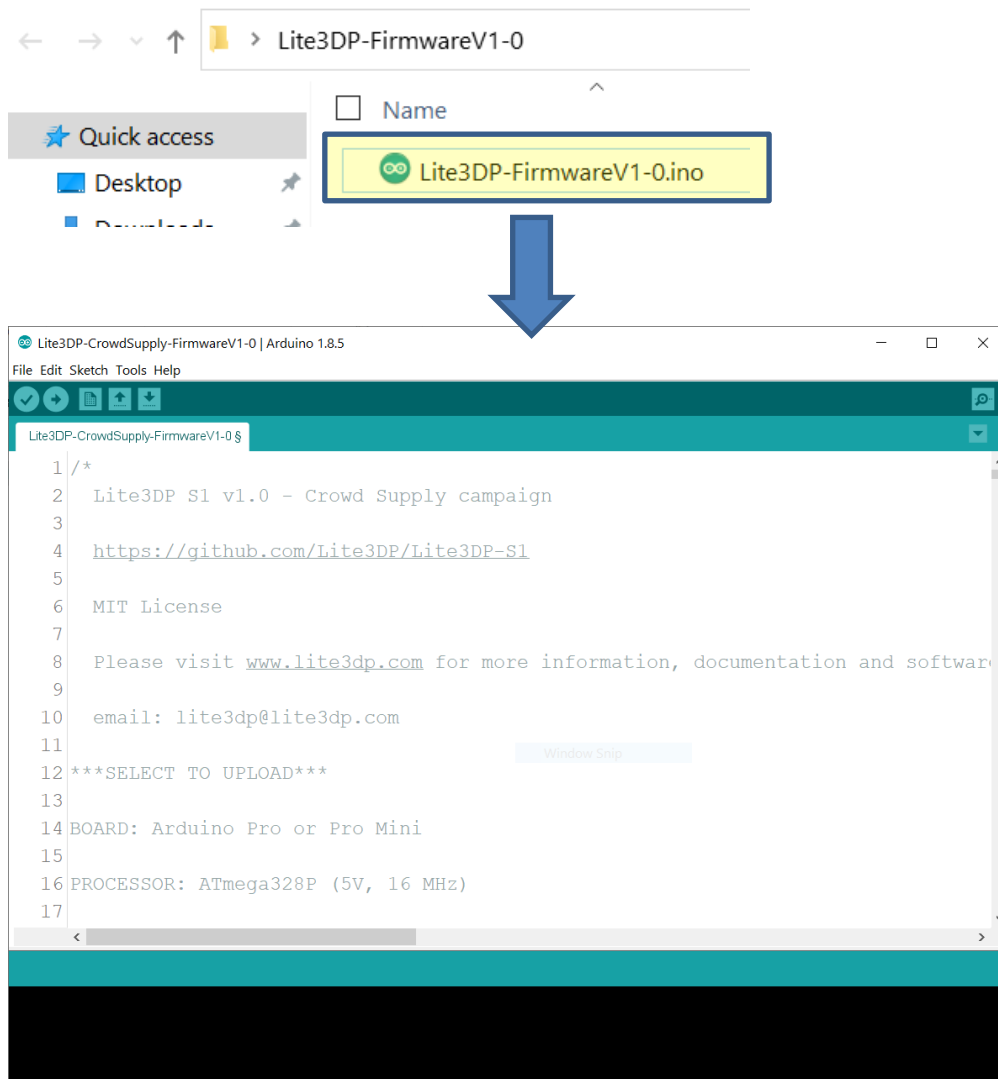 Lite3DP-FirmwareV1-0
Name
Quick access
Desktop
Lite3DP-FirmwareV1-0.ino
Lite3DP-CrowdSupply-FirmwareV1-0 | Arduino 1.8.5
File Edit Sketch Tools Help
Lite3DP-CrowdSupply-FirmwareV1-0 §
1 /*
2 Lite3DP S1 v1.0 - Crowd Supply campaign
3
4 https://github.com/Lite3DP/Lite3DP-S1
5
6 MIT License
7
8 Please visit www.lite3dp.com for more information, documentation and softwar
9
10 email: lite3dp@lite3dp.com
11
Window Snip
12 ***SELECT TO UPLOAD***
13
14 BOARD: Arduino Pro or Pro Mini
15
16 PROCESSOR: ATmega328P (5V, 16 MHz)
17